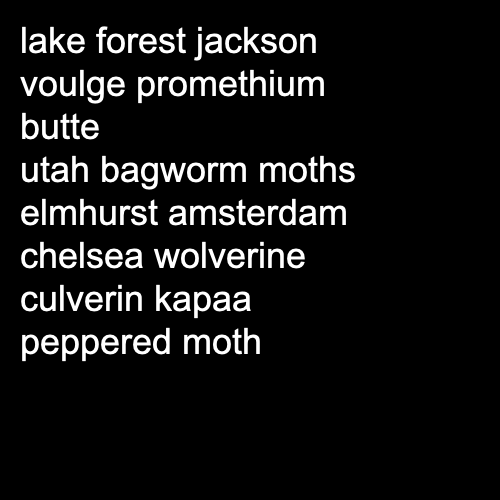 lake forest jackson
voulge promethium
butte
utah bagworm moths
elmhurst amsterdam
chelsea wolverine
culverin kapaa
peppered moth